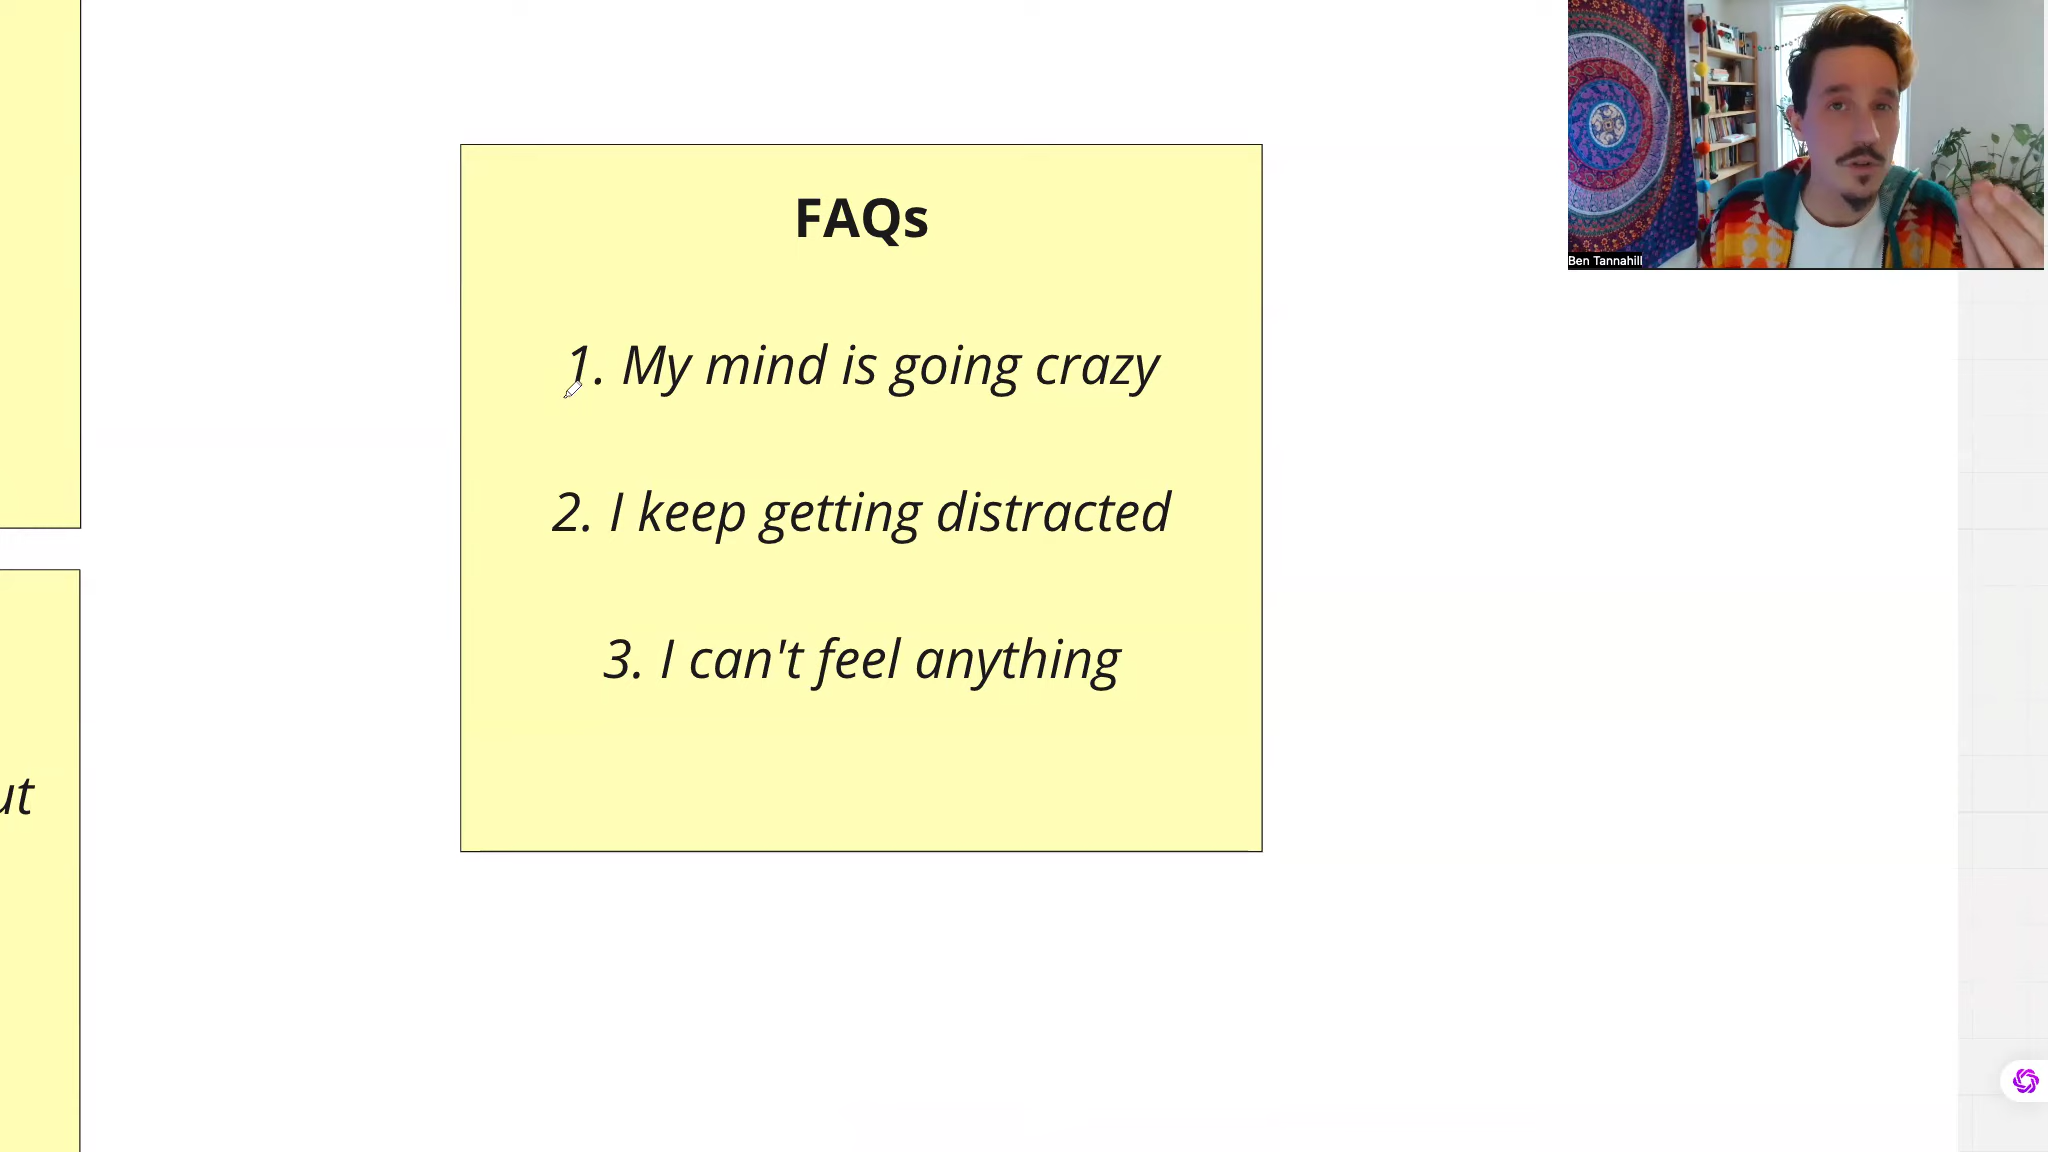 FAQs
1. My mind is going crazy
2. I keep getting distracted
3. I can't feel anything
ut
Ben Tannahill